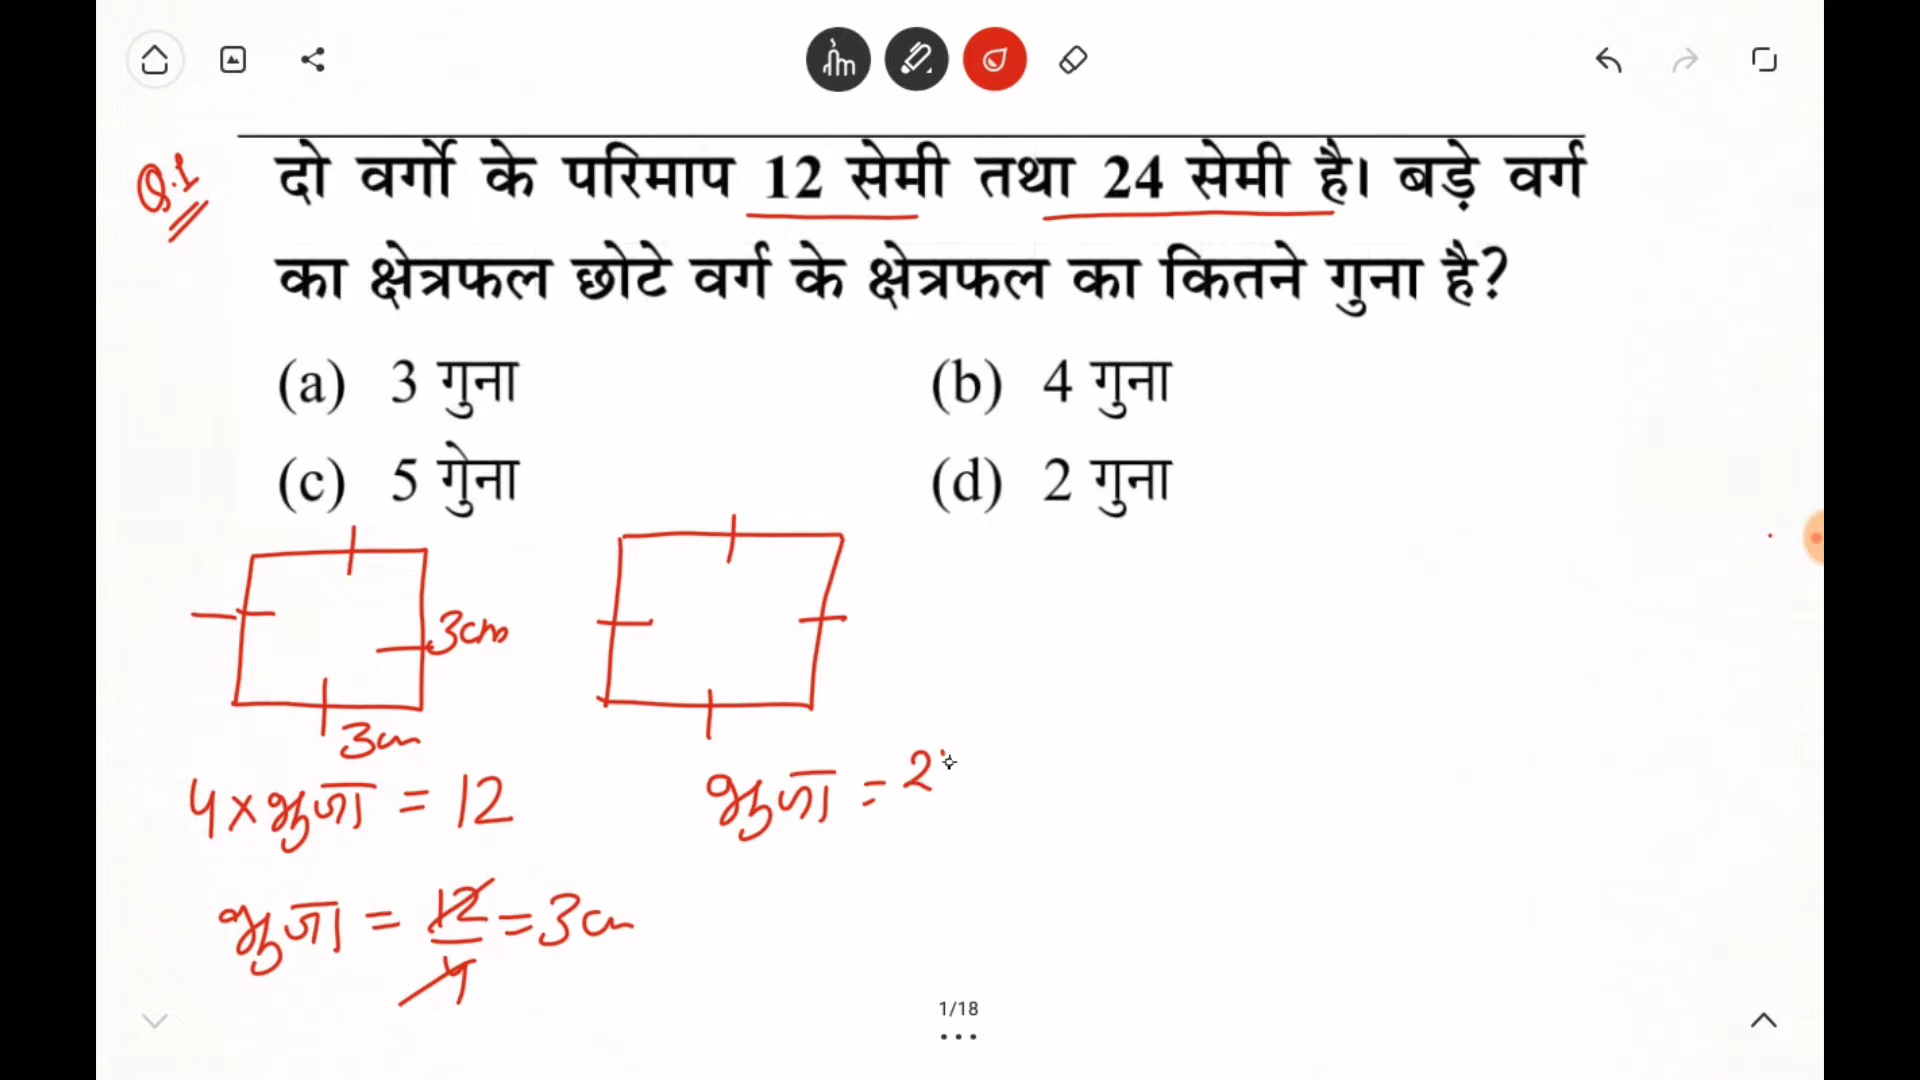 Q.1
दो वर्गो के परिमाप 12 सेमी तथा 24 सेमी है। बड़े वर्ग
का क्षेत्रफल छोटे वर्ग के क्षेत्रफल का कितने गुना है?
(a) 3 गुना
(b) 4 गुना
(c) 5 गुेना
(d) 2 गुना
3cm
3cm
4 × भुजा = 12
भुजा = 2
भुजा = 12/4 = 3cm
1/18